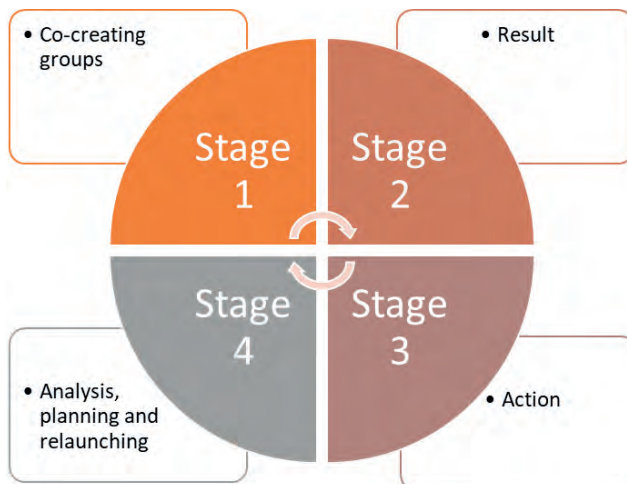 • Co-creating
groups
• Result
Stage
1
Stage
2
Stage
4
Stage
3
• Analysis,
planning and
relaunching
• Action